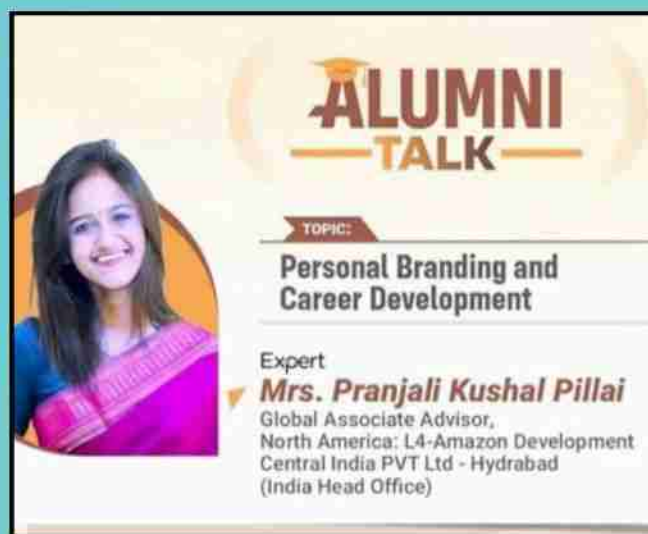 ALUMNI
TALK
TOPIC:
Personal Branding and
Career Development
Expert
Mrs. Pranjali Kushal Pillai
Global Associate Advisor,
North America: L4-Amazon Development
Central India PVT Ltd - Hydrabad
(India Head Office)